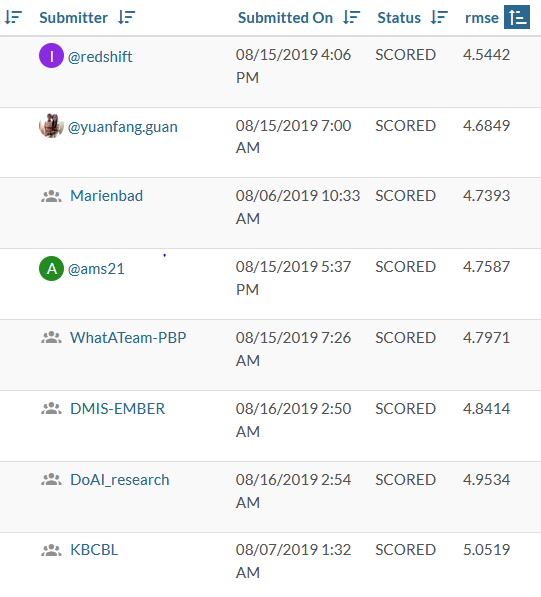 Submitter Submitted On Status rmse
I @redshift 08/15/2019 4:06 SCORED 4.5442
PM
@yuanfang.guan 08/15/2019 7:00 SCORED 4.6849
AM
Marienbad 08/06/2019 10:33 SCORED 4.7393
AM
A @ams21 08/15/2019 5:37 SCORED 4.7587
PM
WhatATeam-PBP 08/15/2019 7:26 SCORED 4.7971
AM
DMIS-EMBER 08/16/2019 2:50 SCORED 4.8414
AM
DoAI_research 08/16/2019 2:54 SCORED 4.9534
AM
KBCBL 08/07/2019 1:32 SCORED 5.0519
AM